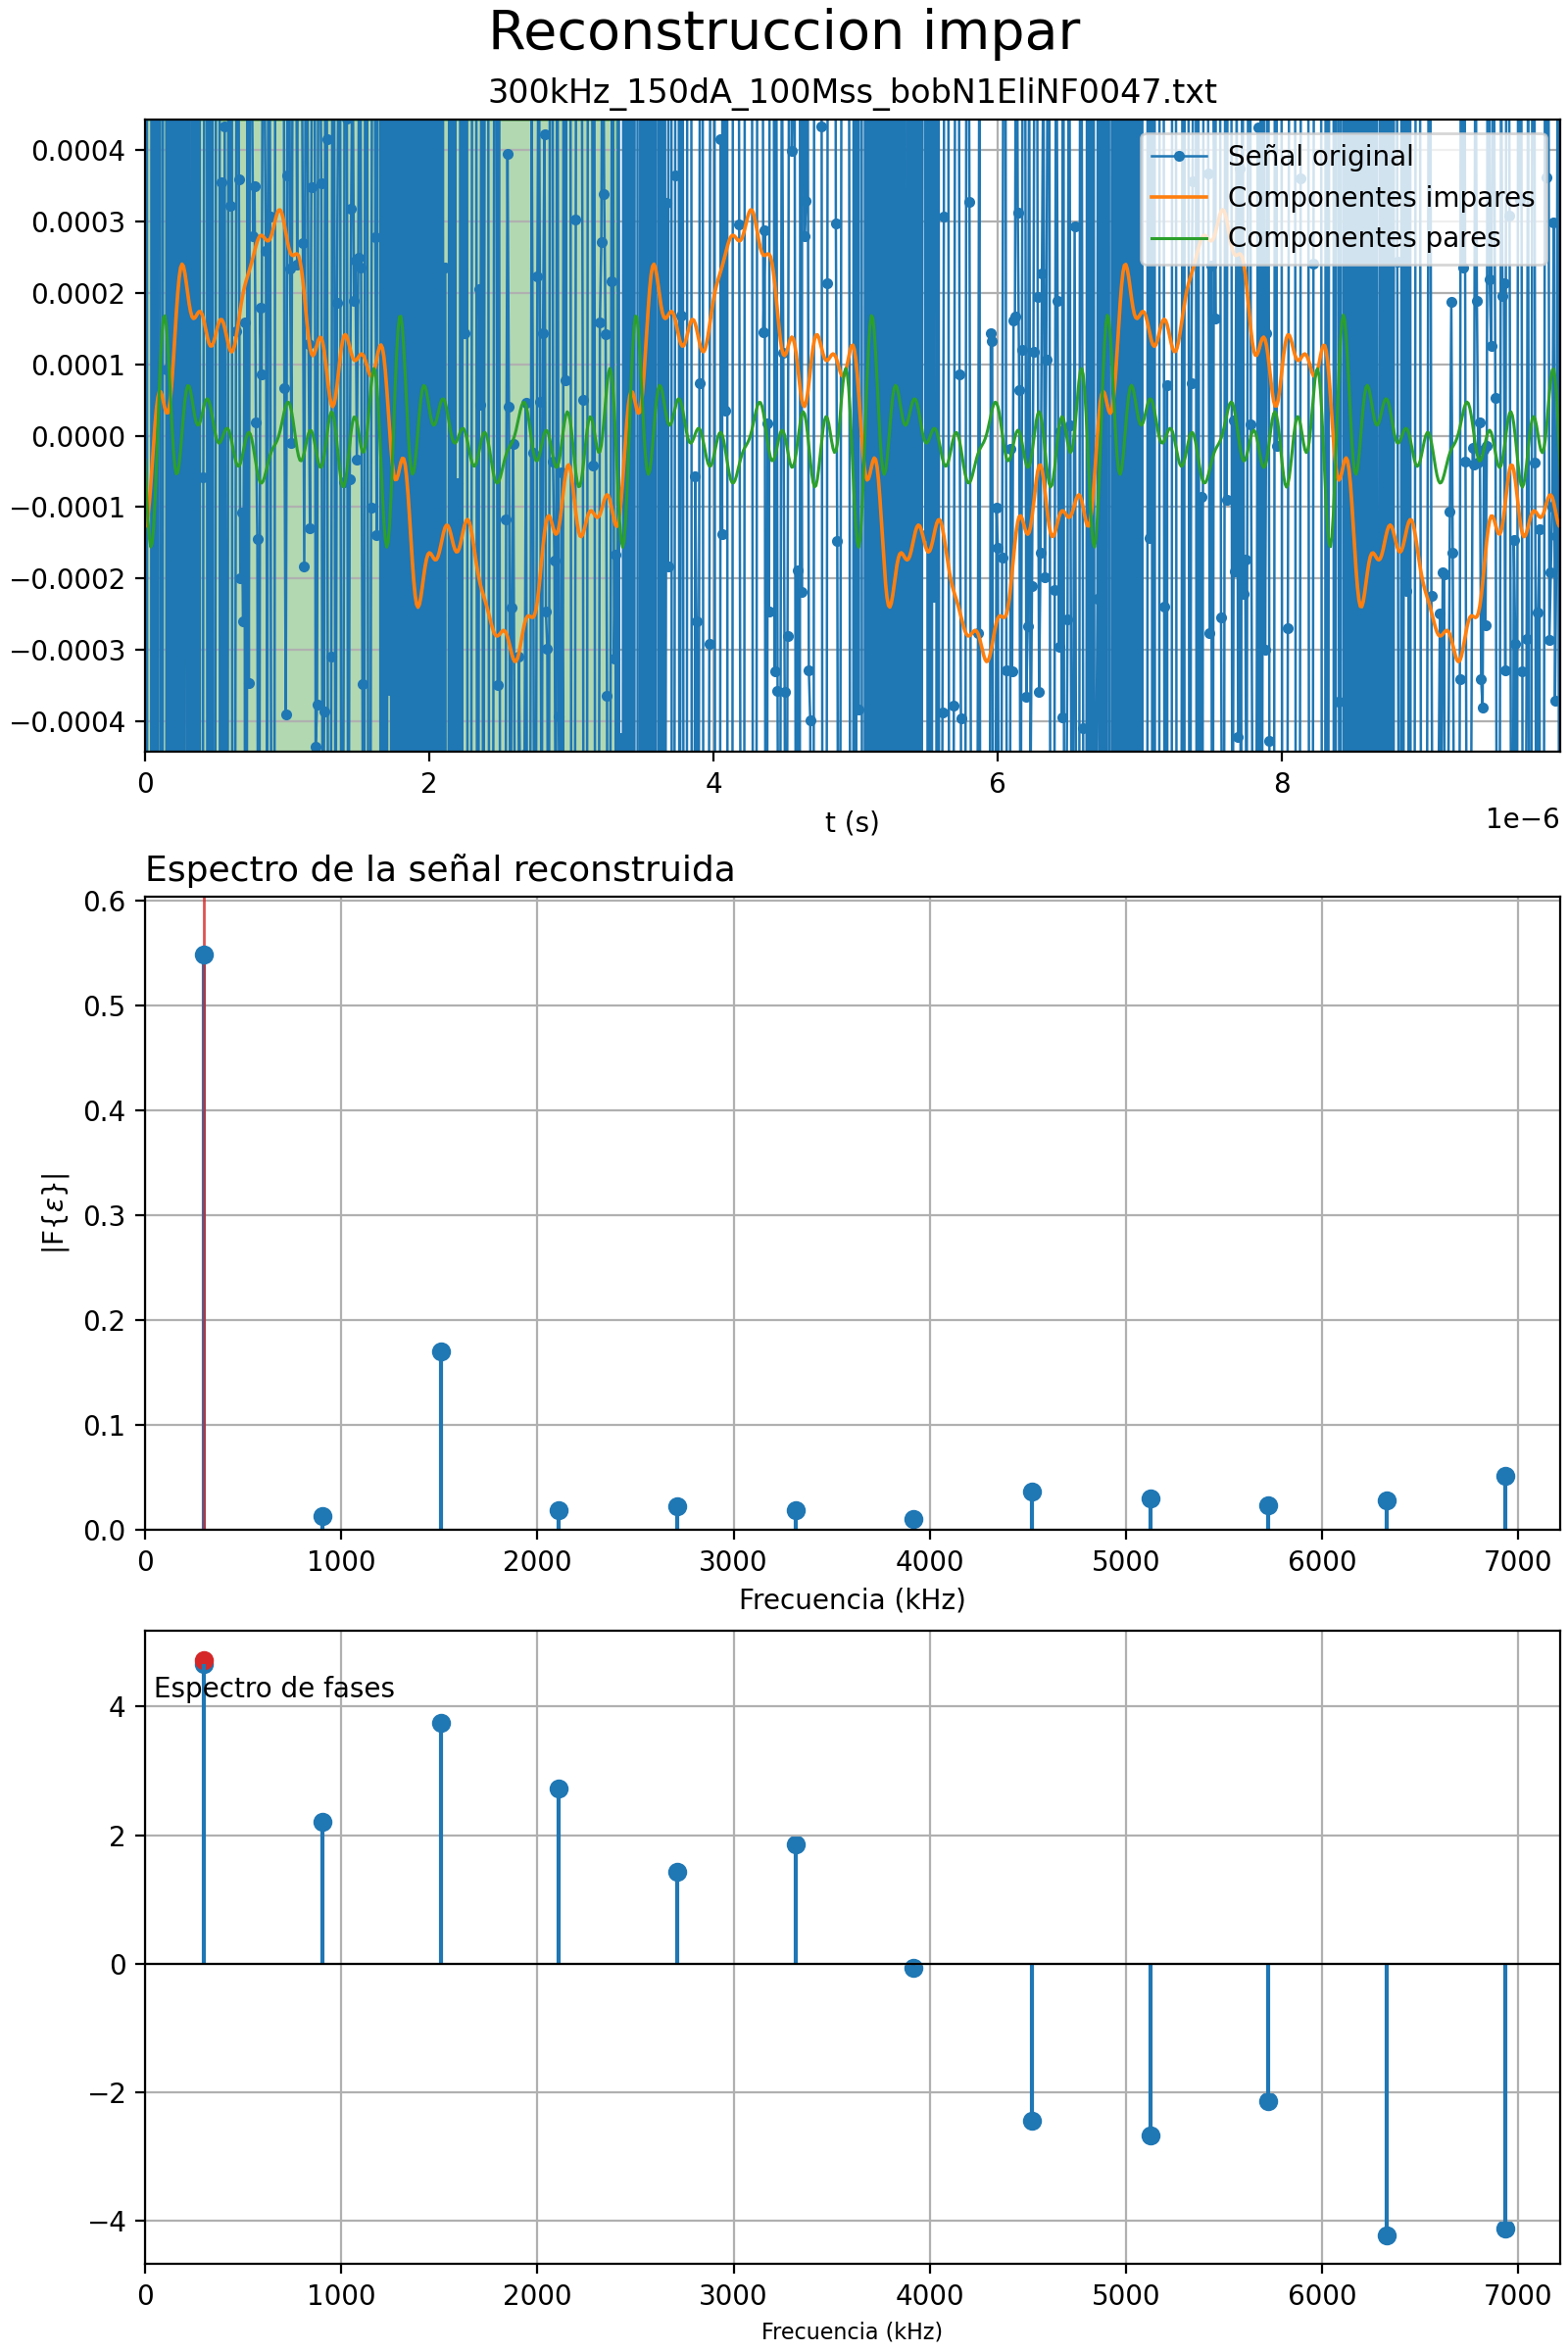 Reconstruccion impar
300kHz_150dA_100Mss_bobN1EliNF0047.txt
0.0004
0.0003
0.0002
0.0001
0.0000
−0.0001
−0.0002
−0.0003
−0.0004
Señal original
Componentes impares
Componentes pares
0 2 4 6 8
1e−6
t (s)
Espectro de la señal reconstruida
0.6
0.5
0.4
0.3
0.2
0.1
0.0
|F{ε}|
0 1000 2000 3000 4000 5000 6000 7000
Frecuencia (kHz)
Espectro de fases
4
2
0
−2
−4
0 1000 2000 3000 4000 5000 6000 7000
Frecuencia (kHz)